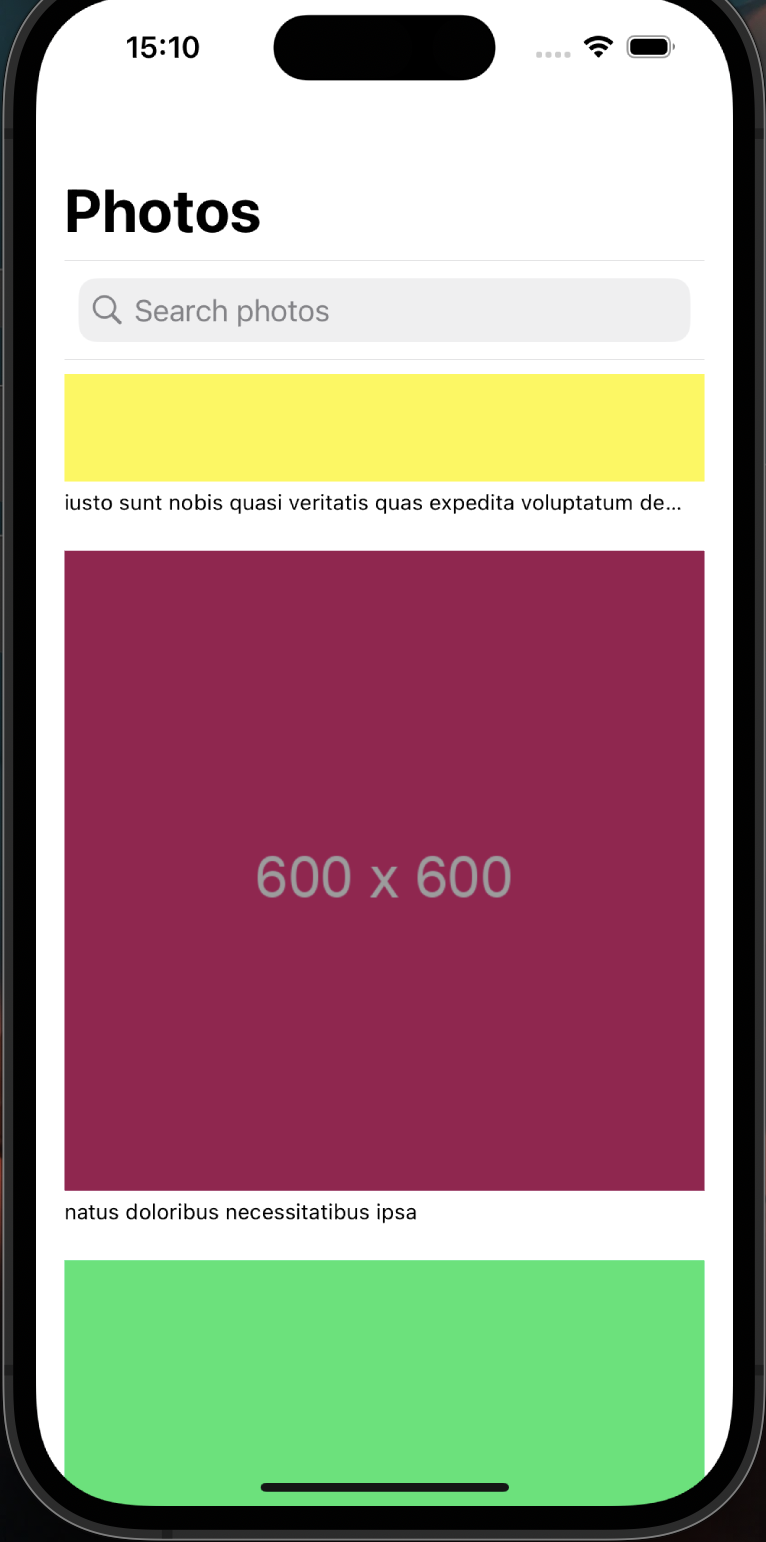 15:10
Photos
Search photos
iusto sunt nobis quasi veritatis quas expedita voluptatum de...
600 x 600
natus doloribus necessitatibus ipsa